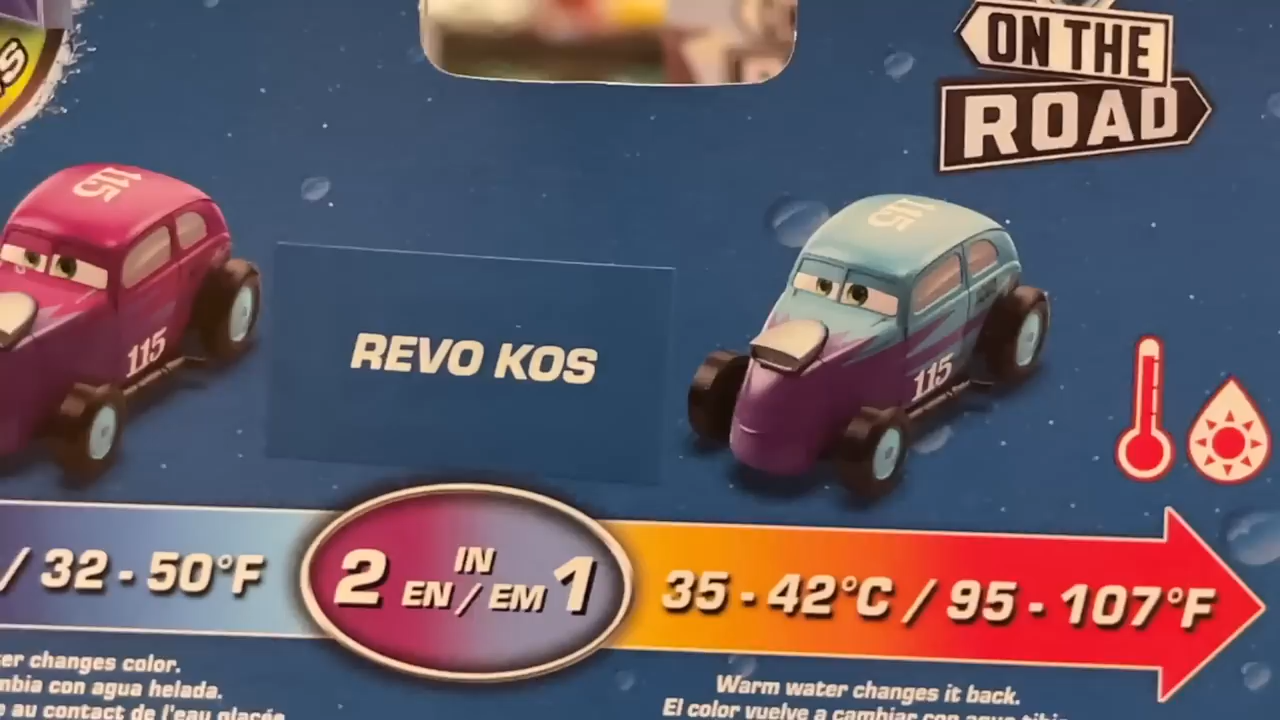 ON THE
ROAD
115
115
115
115
REVO KOS
/ 32 - 50°F
2 IN
EN / EM 1
35 - 42°C / 95 - 107°F
changes color.
con agua helada.
au contact de l'eau glacée
Warm water changes it back.
El color vuelve a cambiar con agua